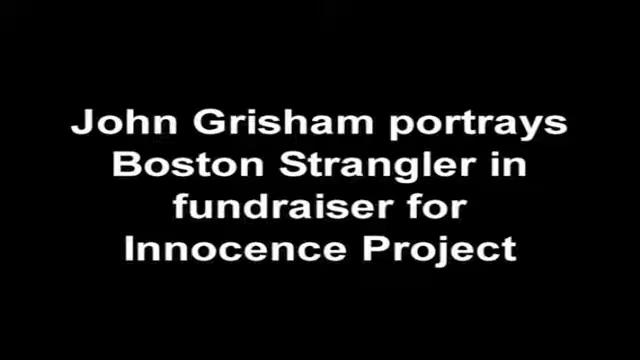 John Grisham portrays
Boston Strangler in
fundraiser for
Innocence Project